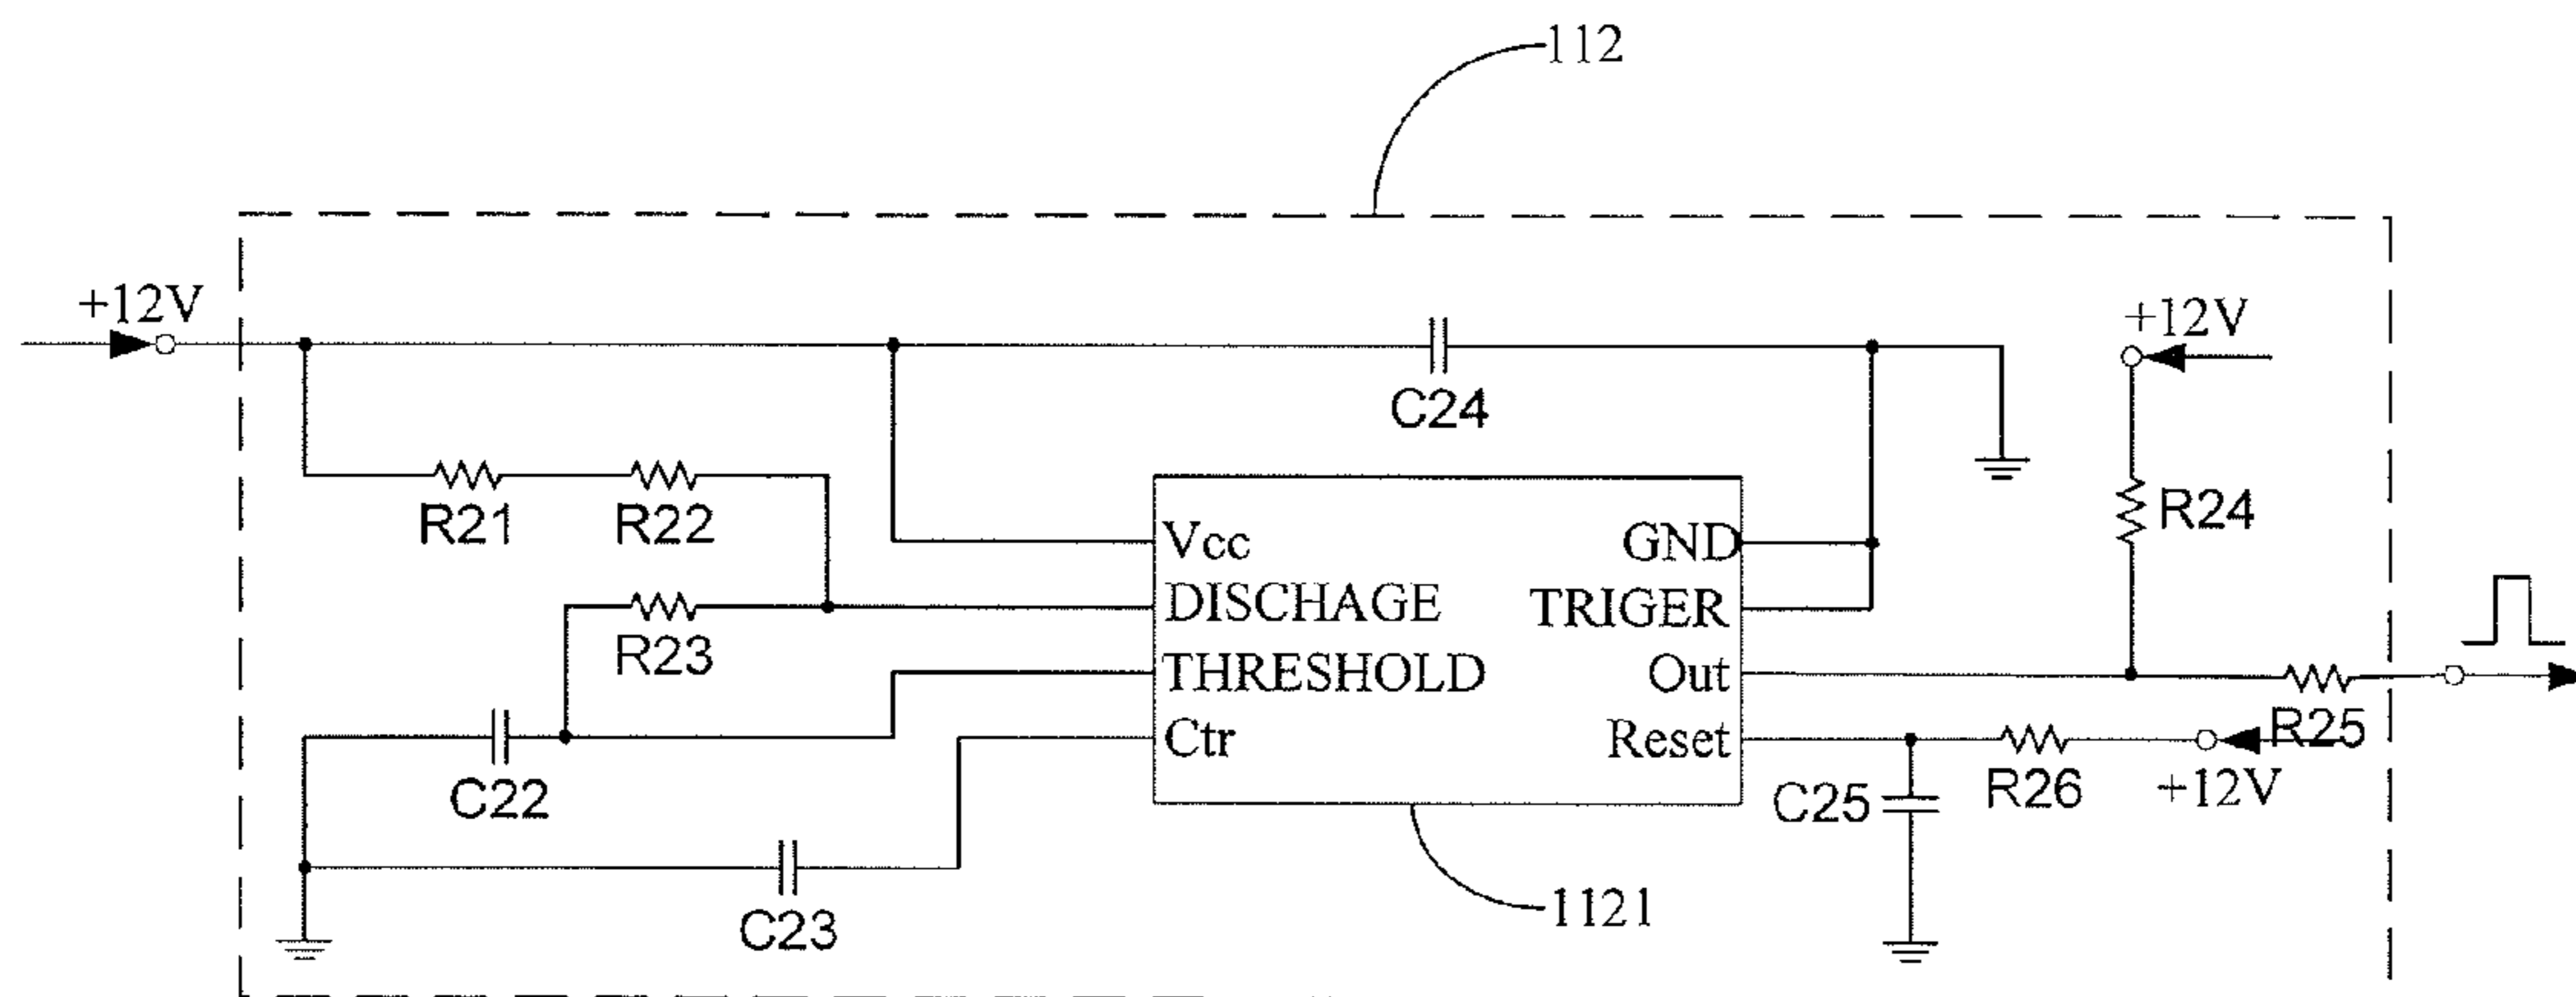 112
+12V
+12V
C24
R21
R22
R24
Vcc
GND
DISCHAGE
TRIGER
R23
THRESHOLD
Out
R25
Ctr
Reset
C22
C25
R26
+12V
C23
1121